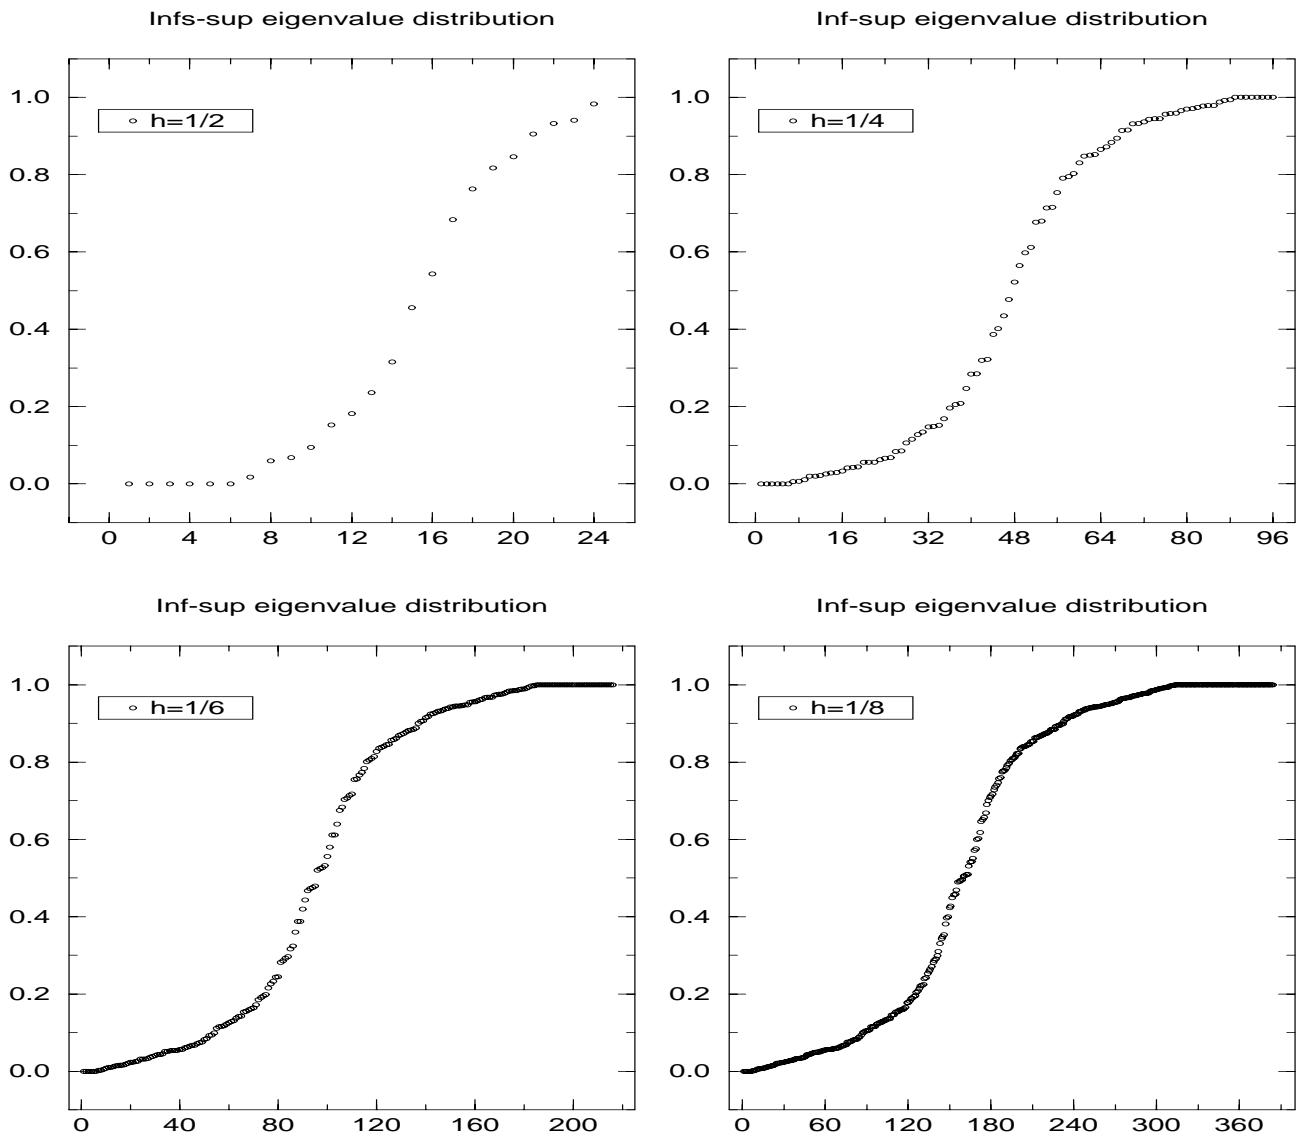 Infs-sup eigenvalue distribution
1.0
0.8
0.6
0.4
0.2
0.0
h=1/2
0 4 8 12 16 20 24
Inf-sup eigenvalue distribution
1.0
0.8
0.6
0.4
0.2
0.0
h=1/4
0 16 32 48 64 80 96
Inf-sup eigenvalue distribution
1.0
0.8
0.6
0.4
0.2
0.0
h=1/6
0 40 80 120 160 200
Inf-sup eigenvalue distribution
1.0
0.8
0.6
0.4
0.2
0.0
h=1/8
0 60 120 180 240 300 360